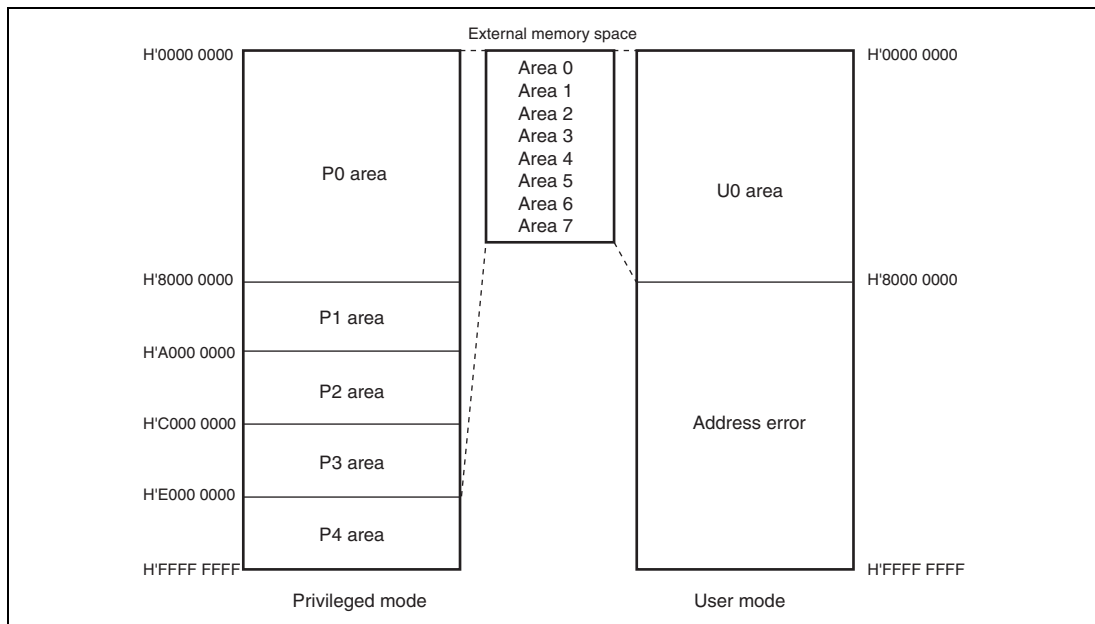 External memory space
H'0000 0000
Area 0
Area 1
Area 2
Area 3
Area 4
Area 5
Area 6
Area 7
H'0000 0000
P0 area
U0 area
H'8000 0000
H'8000 0000
P1 area
H'A000 0000
P2 area
H'C000 0000
Address error
P3 area
H'E000 0000
P4 area
H'FFFF FFFF
H'FFFF FFFF
Privileged mode
User mode